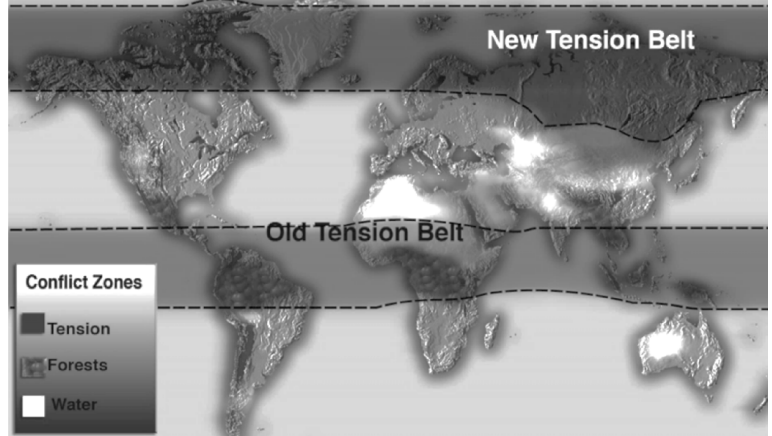 New Tension Belt
Old Tension Belt
Conflict Zones
Tension
Forests
Water